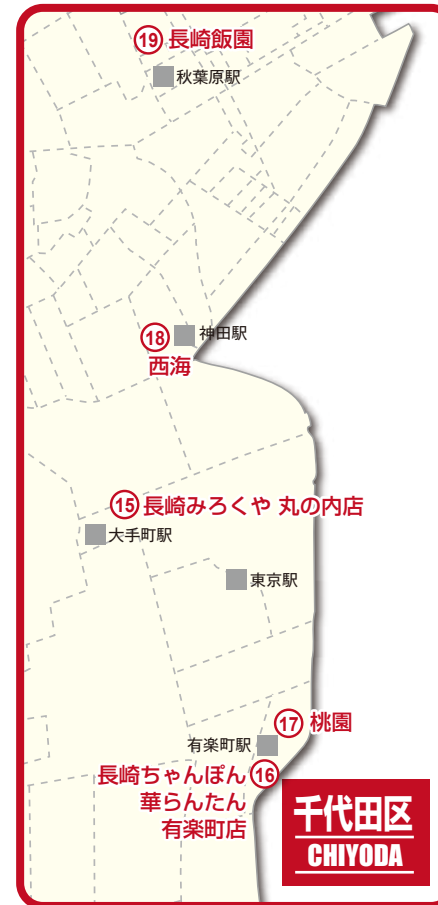 ⑲ 長崎飯園
秋葉原駅
⑱ 神田駅
西海
⑮ 長崎みろくや 丸の内店
大手町駅
東京駅
⑰ 桃園
有楽町駅
長崎ちゃんぽん ⑯
華らんたん
有楽町店
千代田区
CHIYODA